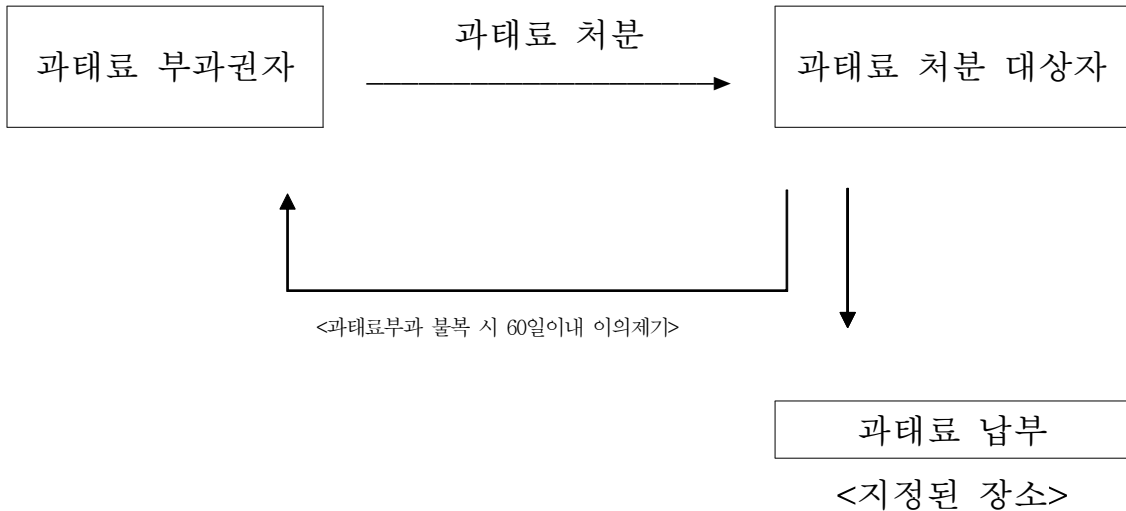 과태료 부과권자
과태료 처분
과태료 처분 대상자
<과태료부과 불복 시 60일이내 이의제기>
과태료 납부
<지정된 장소>